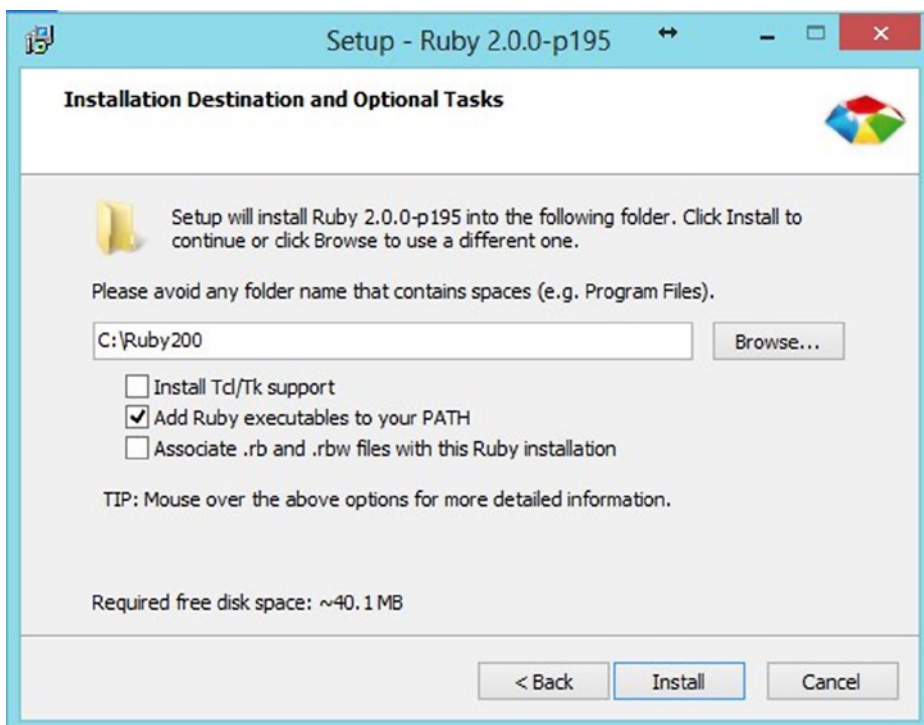 Setup - Ruby 2.0.0-p195
Installation Destination and Optional Tasks
Setup will install Ruby 2.0.0-p195 into the following folder. Click Install to
continue or click Browse to use a different one.
Please avoid any folder name that contains spaces (e.g. Program Files).
C:\Ruby200
Browse...
Install Tcl/Tk support
Add Ruby executables to your PATH
Associate .rb and .rbw files with this Ruby installation
TIP: Mouse over the above options for more detailed information.
Required free disk space: ~40.1 MB
< Back
Install
Cancel